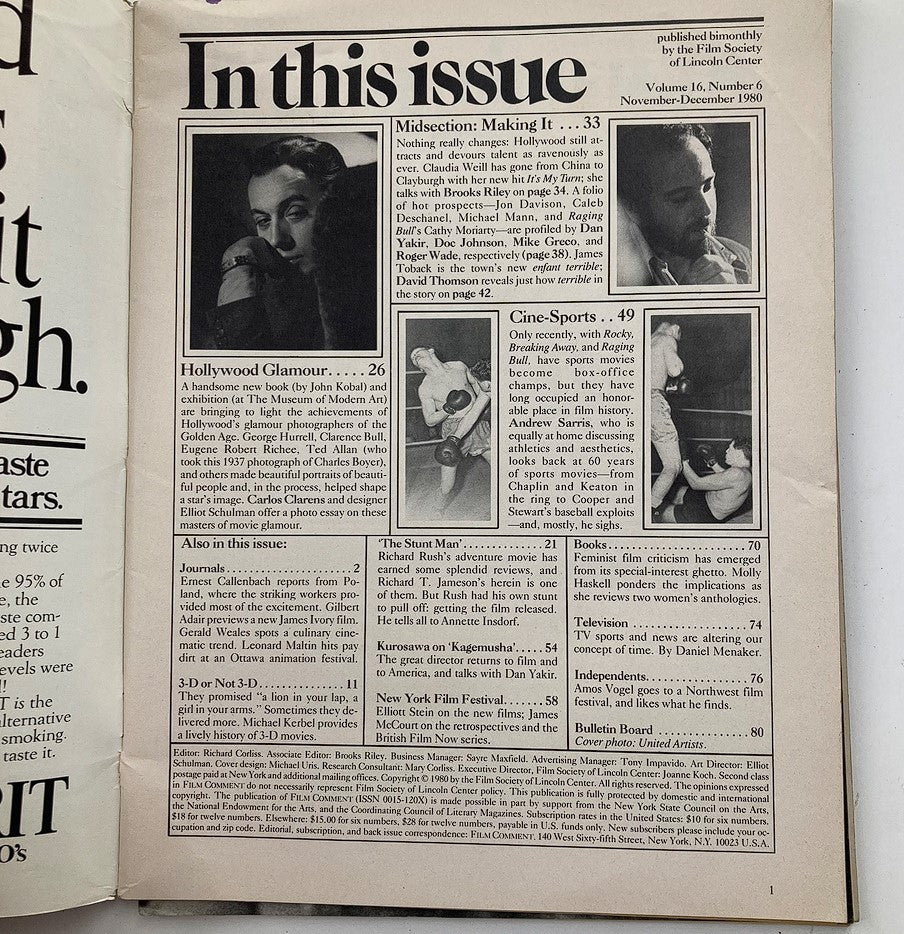 d
s
it
gh.
aste
tars.
ng twice
e 95% of
e, the
ste com-
ed 3 to 1
eaders
evels were
!
T is the
alternative
smoking.
taste it.
RIT
0's
In this issue
published bimonthly
by the Film Society
of Lincoln Center
Volume 16, Number 6
November-December 1980
Hollywood Glamour. . . . . 26
A handsome new book (by John Kobal) and
exhibition (at The Museum of Modern Art)
are bringing to light the achievements of
Hollywood's glamour photographers of the
Golden Age. George Hurrell, Clarence Bull,
Eugene Robert Richee, Ted Allan (who
took this 1937 photograph of Charles Boyer),
and others made beautiful portraits of beauti-
ful people and, in the process, helped shape
a star's image. Carlos Clarens and designer
Elliot Schulman offer a photo essay on these
masters of movie glamour.
Midsection: Making It . . . 33
Nothing really changes: Hollywood still at-
tracts and devours talent as ravenously as
ever. Claudia Weill has gone from China to
Clayburgh with her new hit It's My Turn; she
talks with Brooks Riley on page 34. A folio
of hot prospects—Jon Davison, Caleb
Deschanel, Michael Mann, and Raging
Bull's Cathy Moriarty—are profiled by Dan
Yakir, Doc Johnson, Mike Greco, and
Roger Wade, respectively (page 38). James
Toback is the town's new enfant terrible;
David Thomson reveals just how terrible in
the story on page 42.
Cine-Sports . . 49
Only recently, with Rocky,
Breaking Away, and Raging
Bull, have sports movies
become box-office
champs, but they have
long occupied an honor-
able place in film history.
Andrew Sarris, who is
equally at home discussing
athletics and aesthetics,
looks back at 60 years
of sports movies—from
Chaplin and Keaton in
the ring to Cooper and
Stewart's baseball exploits
—and, mostly, he sighs.
Also in this issue:
Journals . . . . . . . . . . . . . . . . . . . . 2
Ernest Callenbach reports from Po-
land, where the striking workers pro-
vided most of the excitement. Gilbert
Adair previews a new James Ivory film.
Gerald Weales spots a culinary cine-
matic trend. Leonard Maltin hits pay
dirt at an Ottawa animation festival.
3-D or Not 3-D . . . . . . . . . . . . . . 11
They promised "a lion in your lap, a
girl in your arms." Sometimes they de-
livered more. Michael Kerbel provides
a lively history of 3-D movies.
'The Stunt Man' . . . . . . . . . . . . . 21
Richard Rush's adventure movie has
earned some splendid reviews, and
Richard T. Jameson's herein is one
of them. But Rush had his own stunt
to pull off: getting the film released.
He tells all to Annette Insdorf.
Kurosawa on 'Kagemusha' . . . . . 54
The great director returns to film and
to America, and talks with Dan Yakir.
New York Film Festival. . . . . . . 58
Elliott Stein on the new films; James
McCourt on the retrospectives and the
British Film Now series.
Books . . . . . . . . . . . . . . . . . . . . . 70
Feminist film criticism has emerged
from its special-interest ghetto. Molly
Haskell ponders the implications as
she reviews two women's anthologies.
Television . . . . . . . . . . . . . . . . . 74
TV sports and news are altering our
concept of time. By Daniel Menaker.
Independents. . . . . . . . . . . . . . . 76
Amos Vogel goes to a Northwest film
festival, and likes what he finds.
Bulletin Board . . . . . . . . . . . . . . 80
Cover photo: United Artists.
Editor: Richard Corliss. Associate Editor: Brooks Riley. Business Manager: Sayre Maxfield. Advertising Manager: Tony Impavido. Art Director: Elliot
Schulman. Cover design: Michael Uris. Research Consultant: Mary Corliss. Executive Director, Film Society of Lincoln Center: Joanne Koch. Second class
postage paid at New York and additional mailing offices. Copyright © 1980 by the Film Society of Lincoln Center. All rights reserved. The opinions expressed
in FILM COMMENT do not necessarily represent Film Society of Lincoln Center policy. This publication is fully protected by domestic and international
copyright. The publication of FILM COMMENT (ISSN 0015-120X) is made possible in part by support from the New York State Council on the Arts,
the National Endowment for the Arts, and the Coordinating Council of Literary Magazines. Subscription rates in the United States: $10 for six numbers,
$18 for twelve numbers. Elsewhere: $15.00 for six numbers, $28 for twelve numbers, payable in U.S. funds only. New subscribers please include your oc-
cupation and zip code. Editorial, subscription, and back issue correspondence: FILM COMMENT, 140 West Sixty-fifth Street, New York, N.Y. 10023 U.S.A.
1